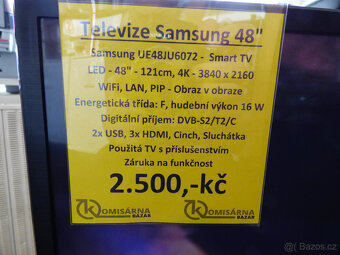 Televize Samsung 48"
Samsung UE48JU6072 - Smart TV
LED - 48" - 121cm, 4K - 3840 x 2160
WiFi, LAN, PIP - Obraz v obraze
Energetická třída: F, hudební výkon 16 W
Digitální příjem: DVB-S2/T2/C
2x USB, 3x HDMI, Cinch, Sluchátka
Použitá TV s příslušenstvím
Záruka na funkčnost
2.500,-kč
KOMISÁRNA
BAZAR
KOMISÁRNA
BAZAR
Bazoš.cz